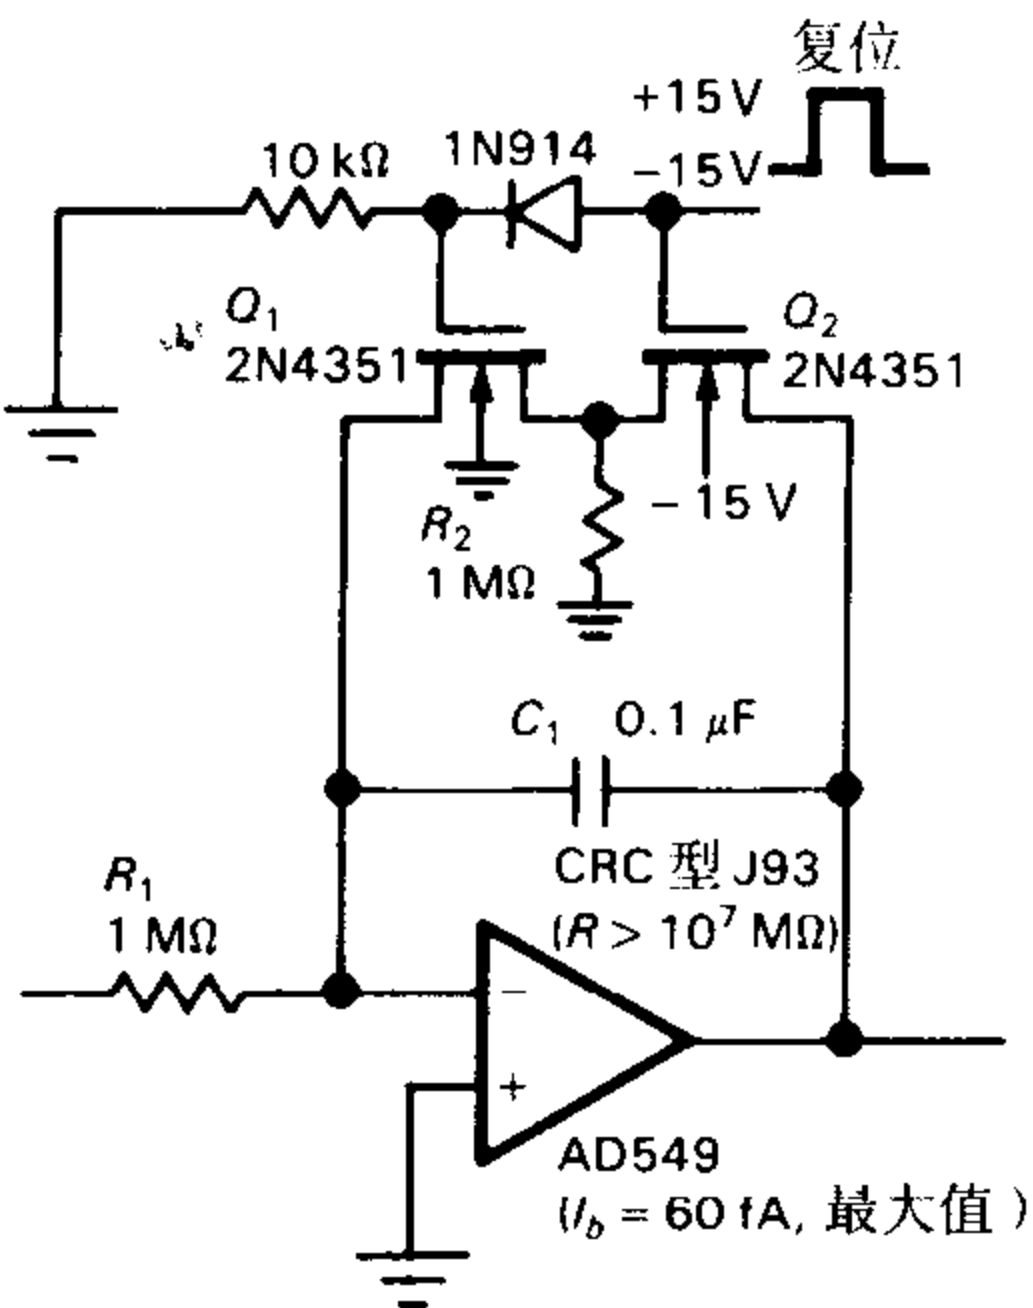 复位
+15 V
−15 V
10 kΩ
1N914
Q₁
2N4351
Q₂
2N4351
−15 V
R₂
1 MΩ
C₁ 0.1 μF
CRC 型 J93
(R > 10⁷ MΩ)
R₁
1 MΩ
−
+
AD549
(I_b = 60 fA, 最大值)